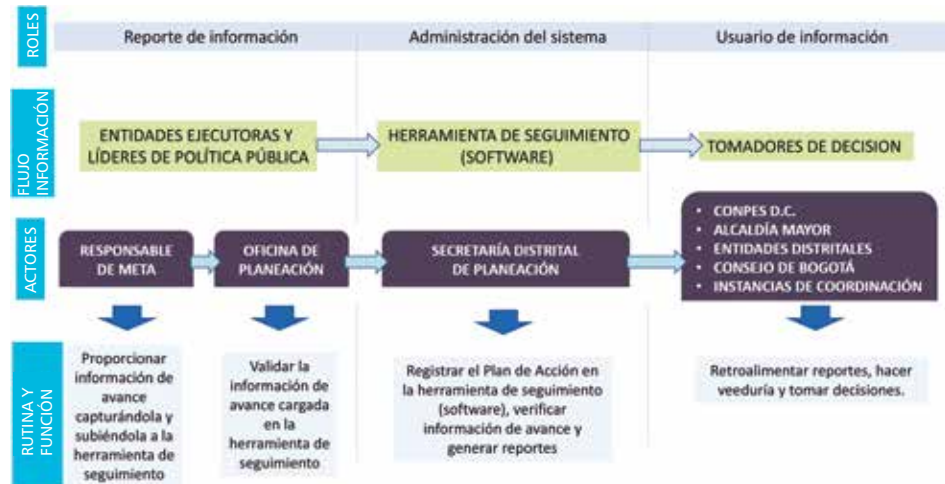 ROLES
Reporte de información
Administración del sistema
Usuario de información
FLUJO
INFORMACIÓN
ENTIDADES EJECUTORAS Y
LÍDERES DE POLÍTICA PÚBLICA
HERRAMIENTA DE SEGUIMIENTO
(SOFTWARE)
TOMADORES DE DECISION
ACTORES
RESPONSABLE
DE META
OFICINA DE
PLANEACIÓN
SECRETARÍA DISTRITAL
DE PLANEACIÓN
• CONPES D.C.
• ALCALDÍA MAYOR
• ENTIDADES DISTRITALES
• CONSEJO DE BOGOTÁ
• INSTANCIAS DE COORDINACIÓN
RUTINA Y
FUNCIÓN
Proporcionar
información de
avance
capturándola y
subiéndola a la
herramienta de
seguimiento
Validar la
información de
avance cargada
en la
herramienta de
seguimiento
Registrar el Plan de Acción en
la herramienta de seguimiento
(software), verificar
información de avance y
generar reportes
Retroalimentar reportes, hacer
veeduría y tomar decisiones.